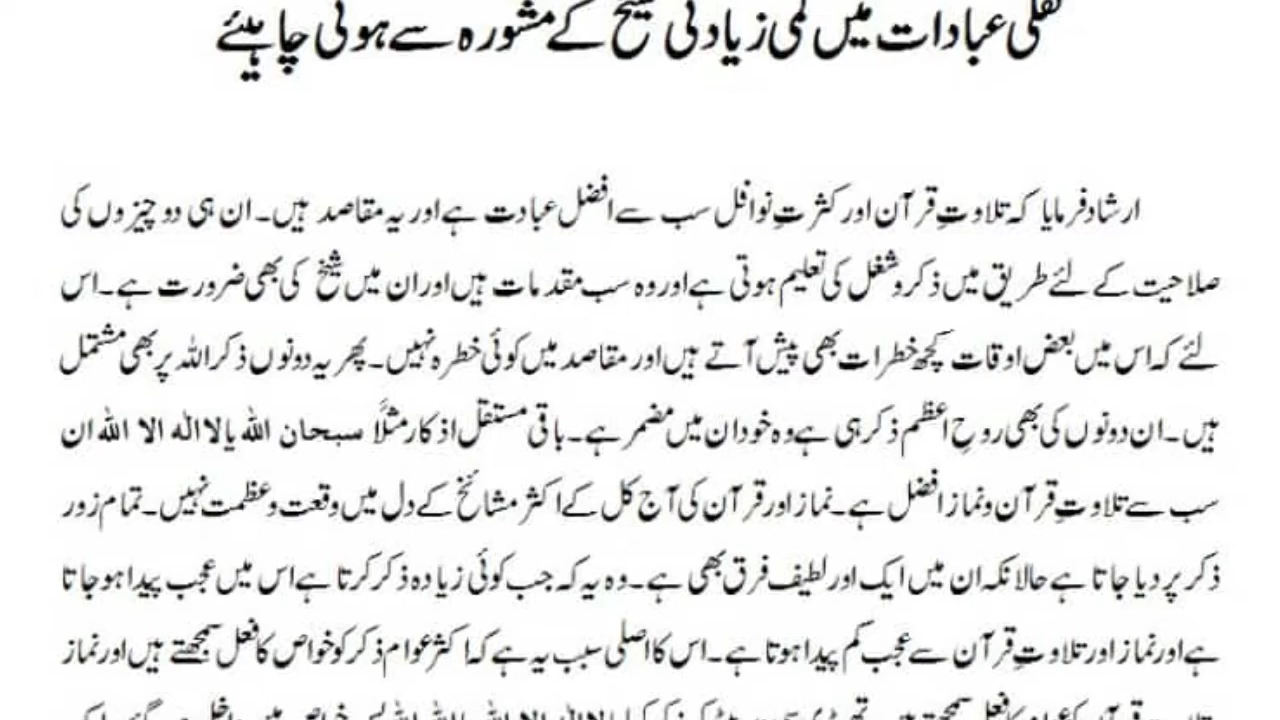 نفلی عبادات میں کمی زیادتی شیخ کے مشورہ سے ہونی چاہیئے
ارشاد فرمایا کہ تلاوتِ قرآن اور کثرتِ نوافل سب سے افضل عبادت ہے اور یہ مقاصد ہیں۔ ان ہی دو چیزوں کی
صلاحیت کے لئے طریق میں ذکر و شغل کی تعلیم ہوتی ہے اور وہ سب مقدمات ہیں اور ان میں شیخ کی بھی ضرورت ہے۔ اس
لئے کہ اس میں بعض اوقات کچھ خطرات بھی پیش آتے ہیں اور مقاصد میں کوئی خطرہ نہیں۔ پھر یہ دونوں ذکر اللہ پر بھی مشتمل
ہیں۔ ان دونوں کی بھی روحِ اعظم ذکر ہی ہے وہ خود ان میں مضمر ہے۔ باقی مستقل اذکار مثلاً سبحان اللہ یا لا الہ الا اللہ ان
سب سے تلاوتِ قرآن و نماز افضل ہے۔ نماز اور قرآن کی آج کل کے اکثر مشائخ کے دل میں وقعت و عظمت نہیں۔ تمام زور
ذکر پر دیا جاتا ہے حالانکہ ان میں ایک اور لطیف فرق بھی ہے۔ وہ یہ کہ جب کوئی زیادہ ذکر کرتا ہے اس میں عجب پیدا ہو جاتا
ہے اور نماز اور تلاوتِ قرآن سے عجب کم پیدا ہوتا ہے۔ اس کا اصلی سبب یہ ہے کہ اکثر عوام ذکر کو خواص کا فعل سمجھتے ہیں اور نماز